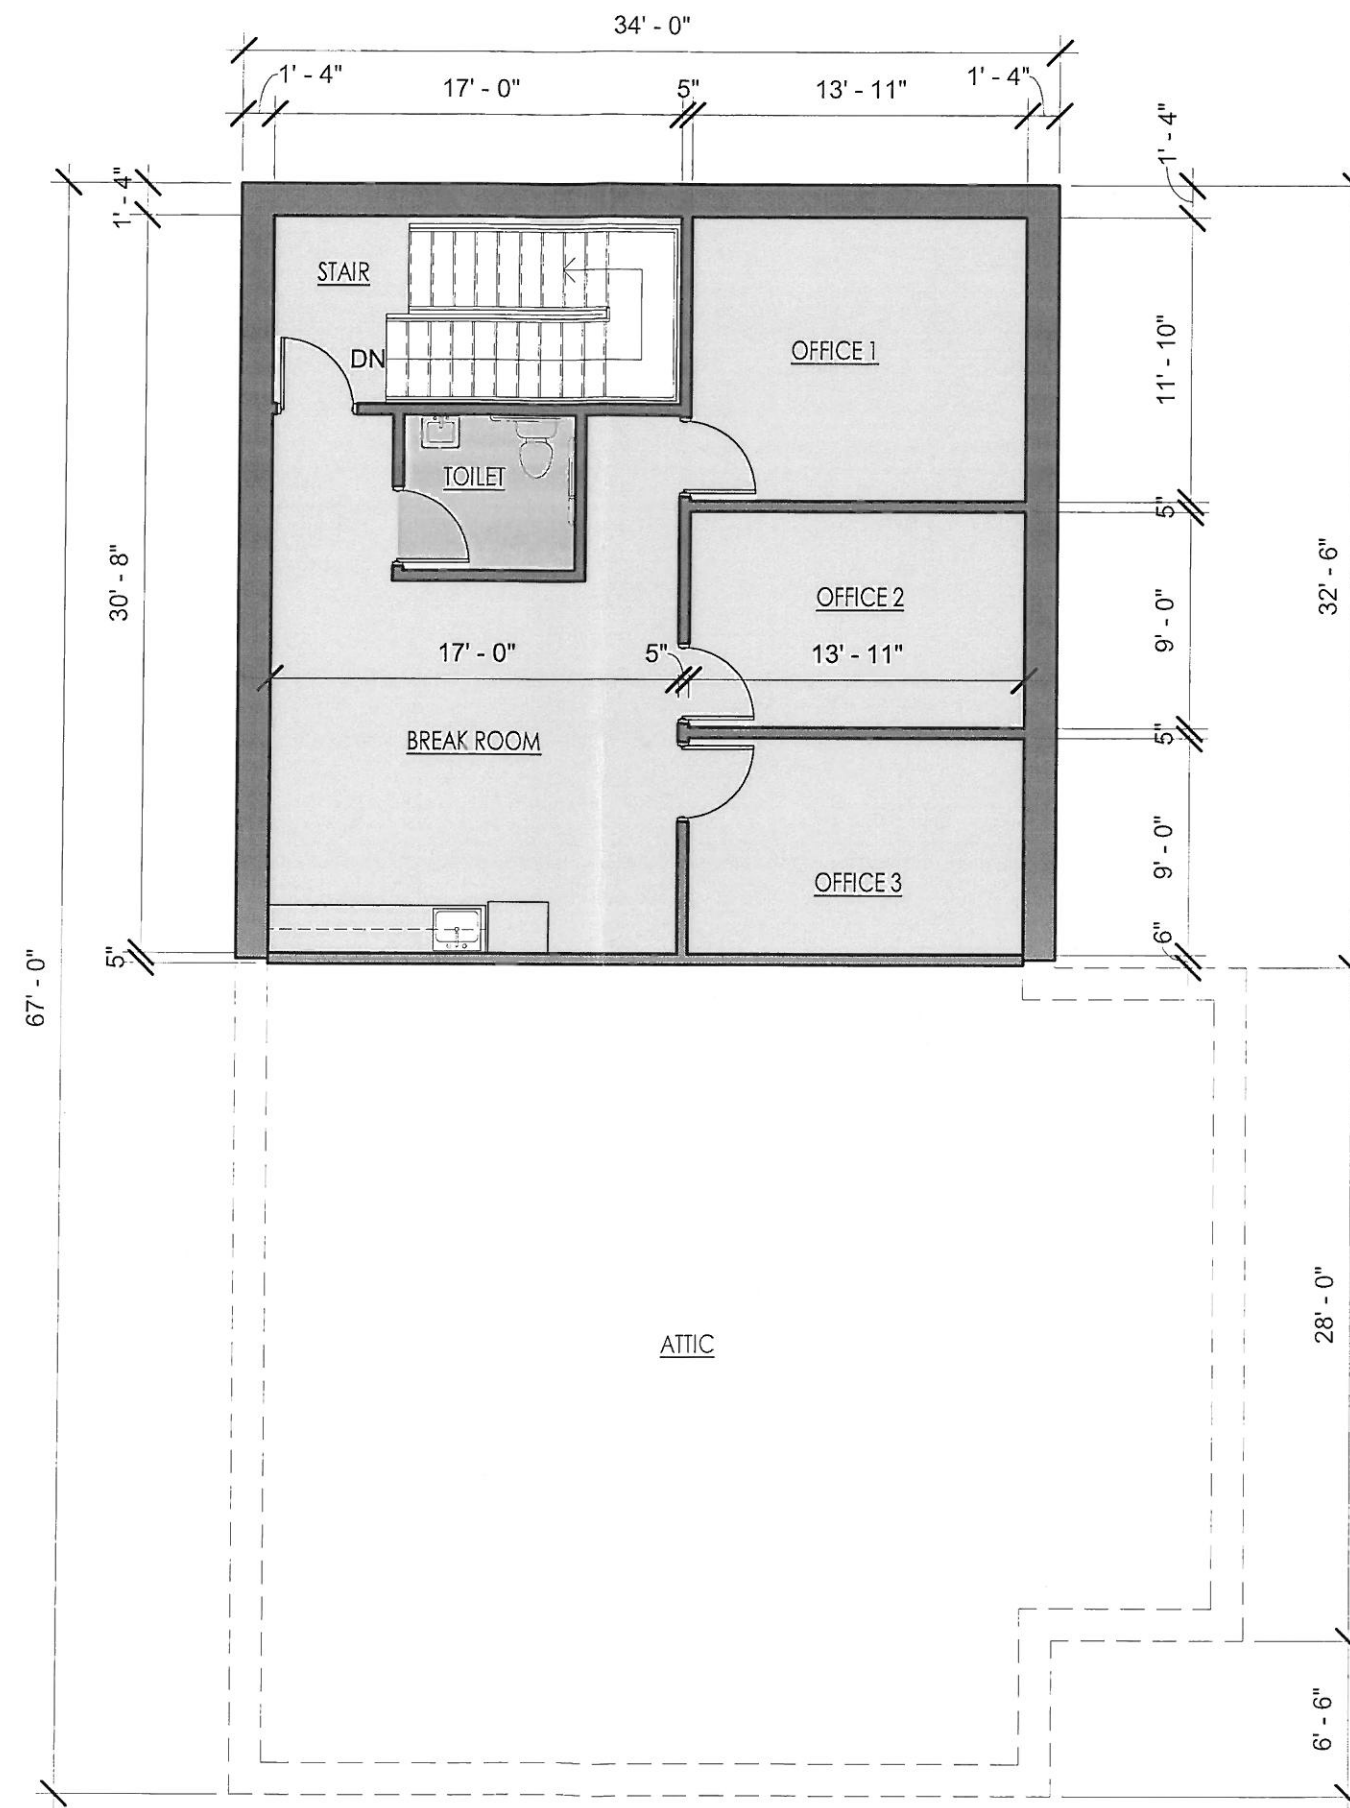 34' - 0"
1' - 4"
17' - 0"
5"
13' - 11"
1' - 4"
1' - 4"
1' - 4"
STAIR
DN
OFFICE 1
11' - 10"
TOILET
5"
30' - 8"
32' - 6"
OFFICE 2
9' - 0"
17' - 0"
5"
13' - 11"
BREAK ROOM
5"
9' - 0"
OFFICE 3
6"
5"
67' - 0"
28' - 0"
ATTIC
6' - 6"